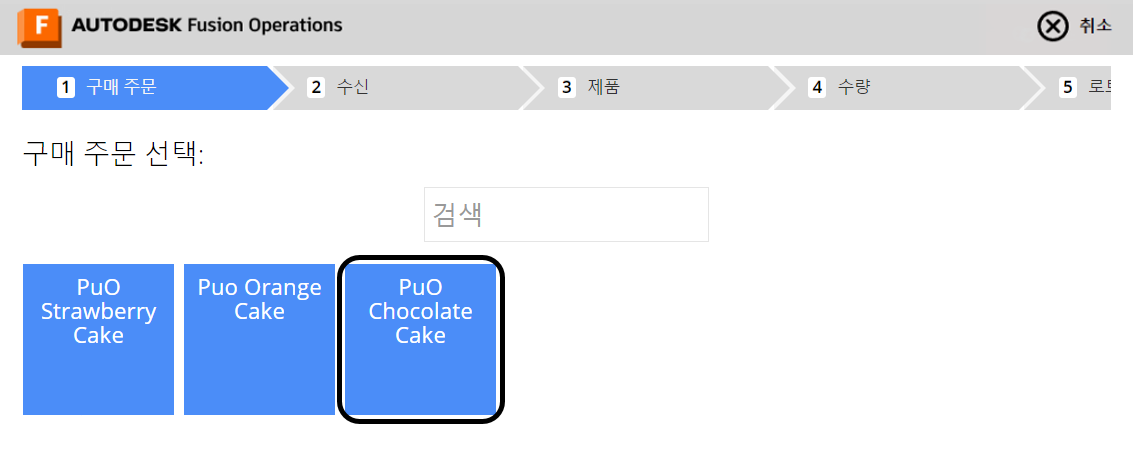 F AUTODESK Fusion Operations
취소
1 구매 주문
2 수신
3 제품
4 수량
5 로트
구매 주문 선택:
검색
PuO
Strawberry
Cake
Puo Orange
Cake
PuO
Chocolate
Cake